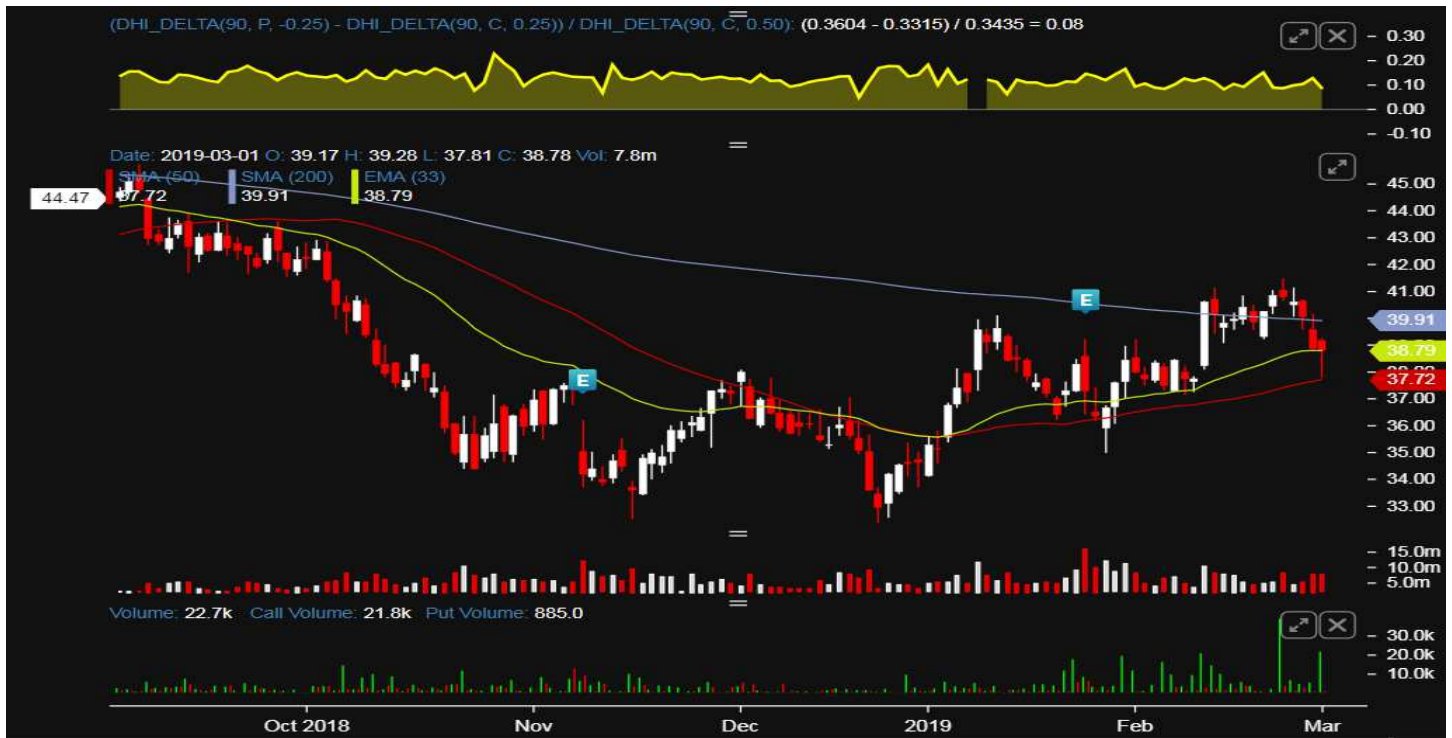 (DHI_DELTA(90, P, -0.25) - DHI_DELTA(90, C, 0.25)) / DHI_DELTA(90, C, 0.50): (0.3604 - 0.3315) / 0.3435 = 0.08
0.30
0.20
0.10
0.00
-0.10
Date: 2019-03-01 O: 39.17 H: 39.28 L: 37.81 C: 38.78 Vol: 7.8m
SMA (50) SMA (200) EMA (33)
37.72 39.91 38.79
44.47
45.00
44.00
43.00
42.00
41.00
E
39.91
38.79
E
37.72
37.00
36.00
35.00
34.00
33.00
15.0m
10.0m
5.0m
Volume: 22.7k Call Volume: 21.8k Put Volume: 885.0
30.0k
20.0k
10.0k
Oct 2018 Nov Dec 2019 Feb Mar